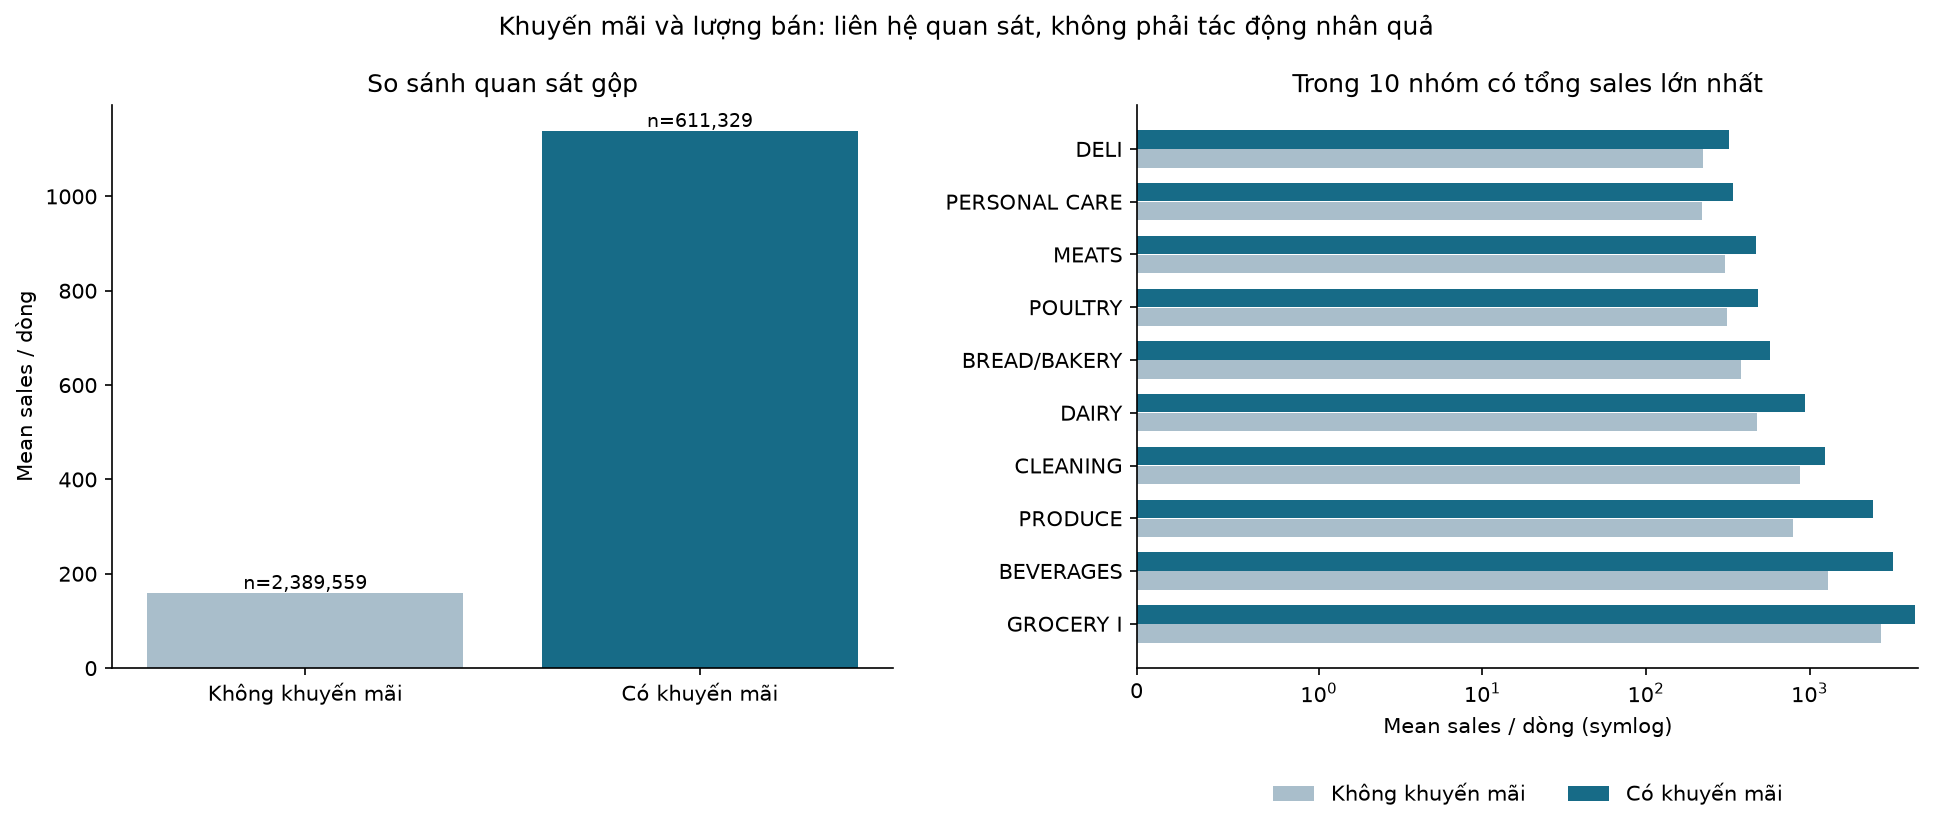 Khuyến mãi và lượng bán: liên hệ quan sát, không phải tác động nhân quả
So sánh quan sát gộp
n=611,329
n=2,389,559
1000
800
600
400
200
0
Mean sales / dòng
Không khuyến mãi
Có khuyến mãi
Trong 10 nhóm có tổng sales lớn nhất
DELI
PERSONAL CARE
MEATS
POULTRY
BREAD/BAKERY
DAIRY
CLEANING
PRODUCE
BEVERAGES
GROCERY I
0 10⁰ 10¹ 10² 10³
Mean sales / dòng (symlog)
Không khuyến mãi
Có khuyến mãi